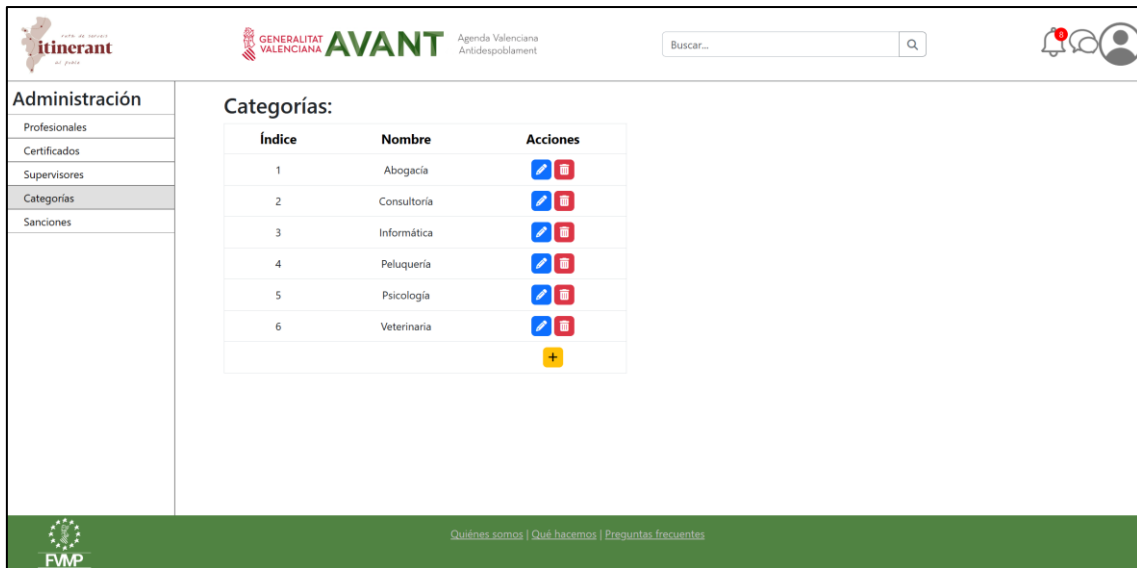 itinerant
GENERALITAT
VALENCIANA
AVANT
Agenda Valenciana
Antidespoblament
Buscar...
8
Administración
Profesionales
Certificados
Supervisores
Categorías
Sanciones
Categorías:
Índice Nombre Acciones
1 Abogacía
2 Consultoría
3 Informática
4 Peluquería
5 Psicología
6 Veterinaria
+
Quiénes somos | Qué hacemos | Preguntas frecuentes
FVMP